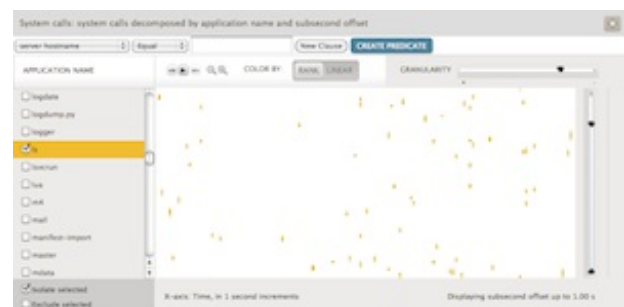 System calls: system calls decomposed by application name and subsecond offset
server hostname Equal New Clause CREATE PREDICATE
APPLICATION NAME COLOR BY: RANK LINEAR GRANULARITY
logdate
logdump.py
logger
ls
lua
m4
mail
manifest-import
master
mdata
Isolate selected
Exclude selected
X-axis: Time, in 1 second increments Displaying subsecond offset up to 1.00 s